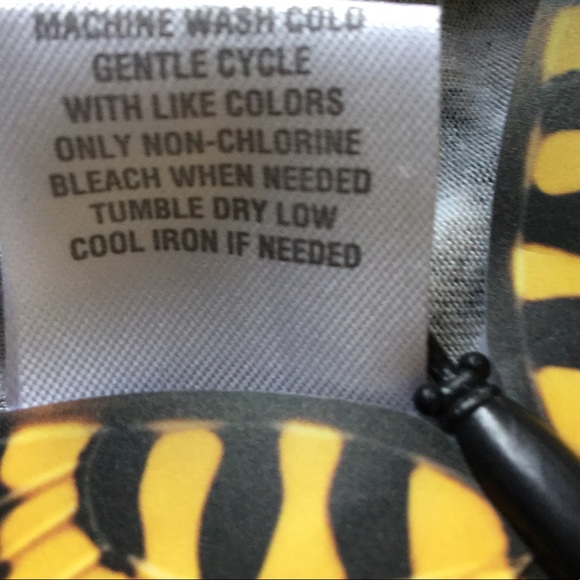 MACHINE WASH COLD
GENTLE CYCLE
WITH LIKE COLORS
ONLY NON-CHLORINE
BLEACH WHEN NEEDED
TUMBLE DRY LOW
COOL IRON IF NEEDED